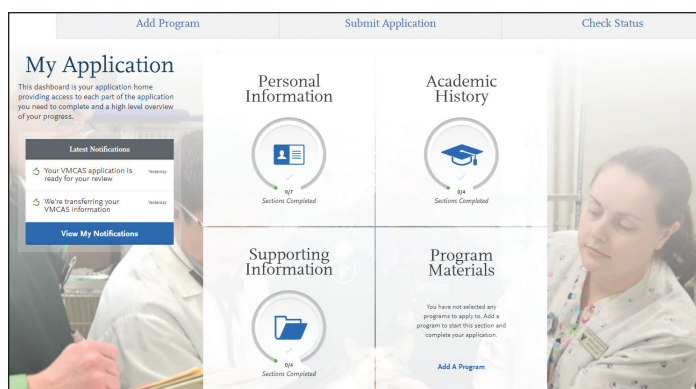 Add Program
Submit Application
Check Status
My Application
This dashboard is your application home
providing access to each part of the application
you need to complete and a high level overview
of your progress.
Latest Notifications
Your VMCAS application is
ready for your review
Yesterday
We're transferring your
VMCAS information
Yesterday
View My Notifications
Personal
Information
0/7
Sections Completed
Academic
History
0/4
Sections Completed
Supporting
Information
0/4
Sections Completed
Program
Materials
You have not selected any
programs to apply to. Add a
program to start this section and
complete your application.
Add A Program